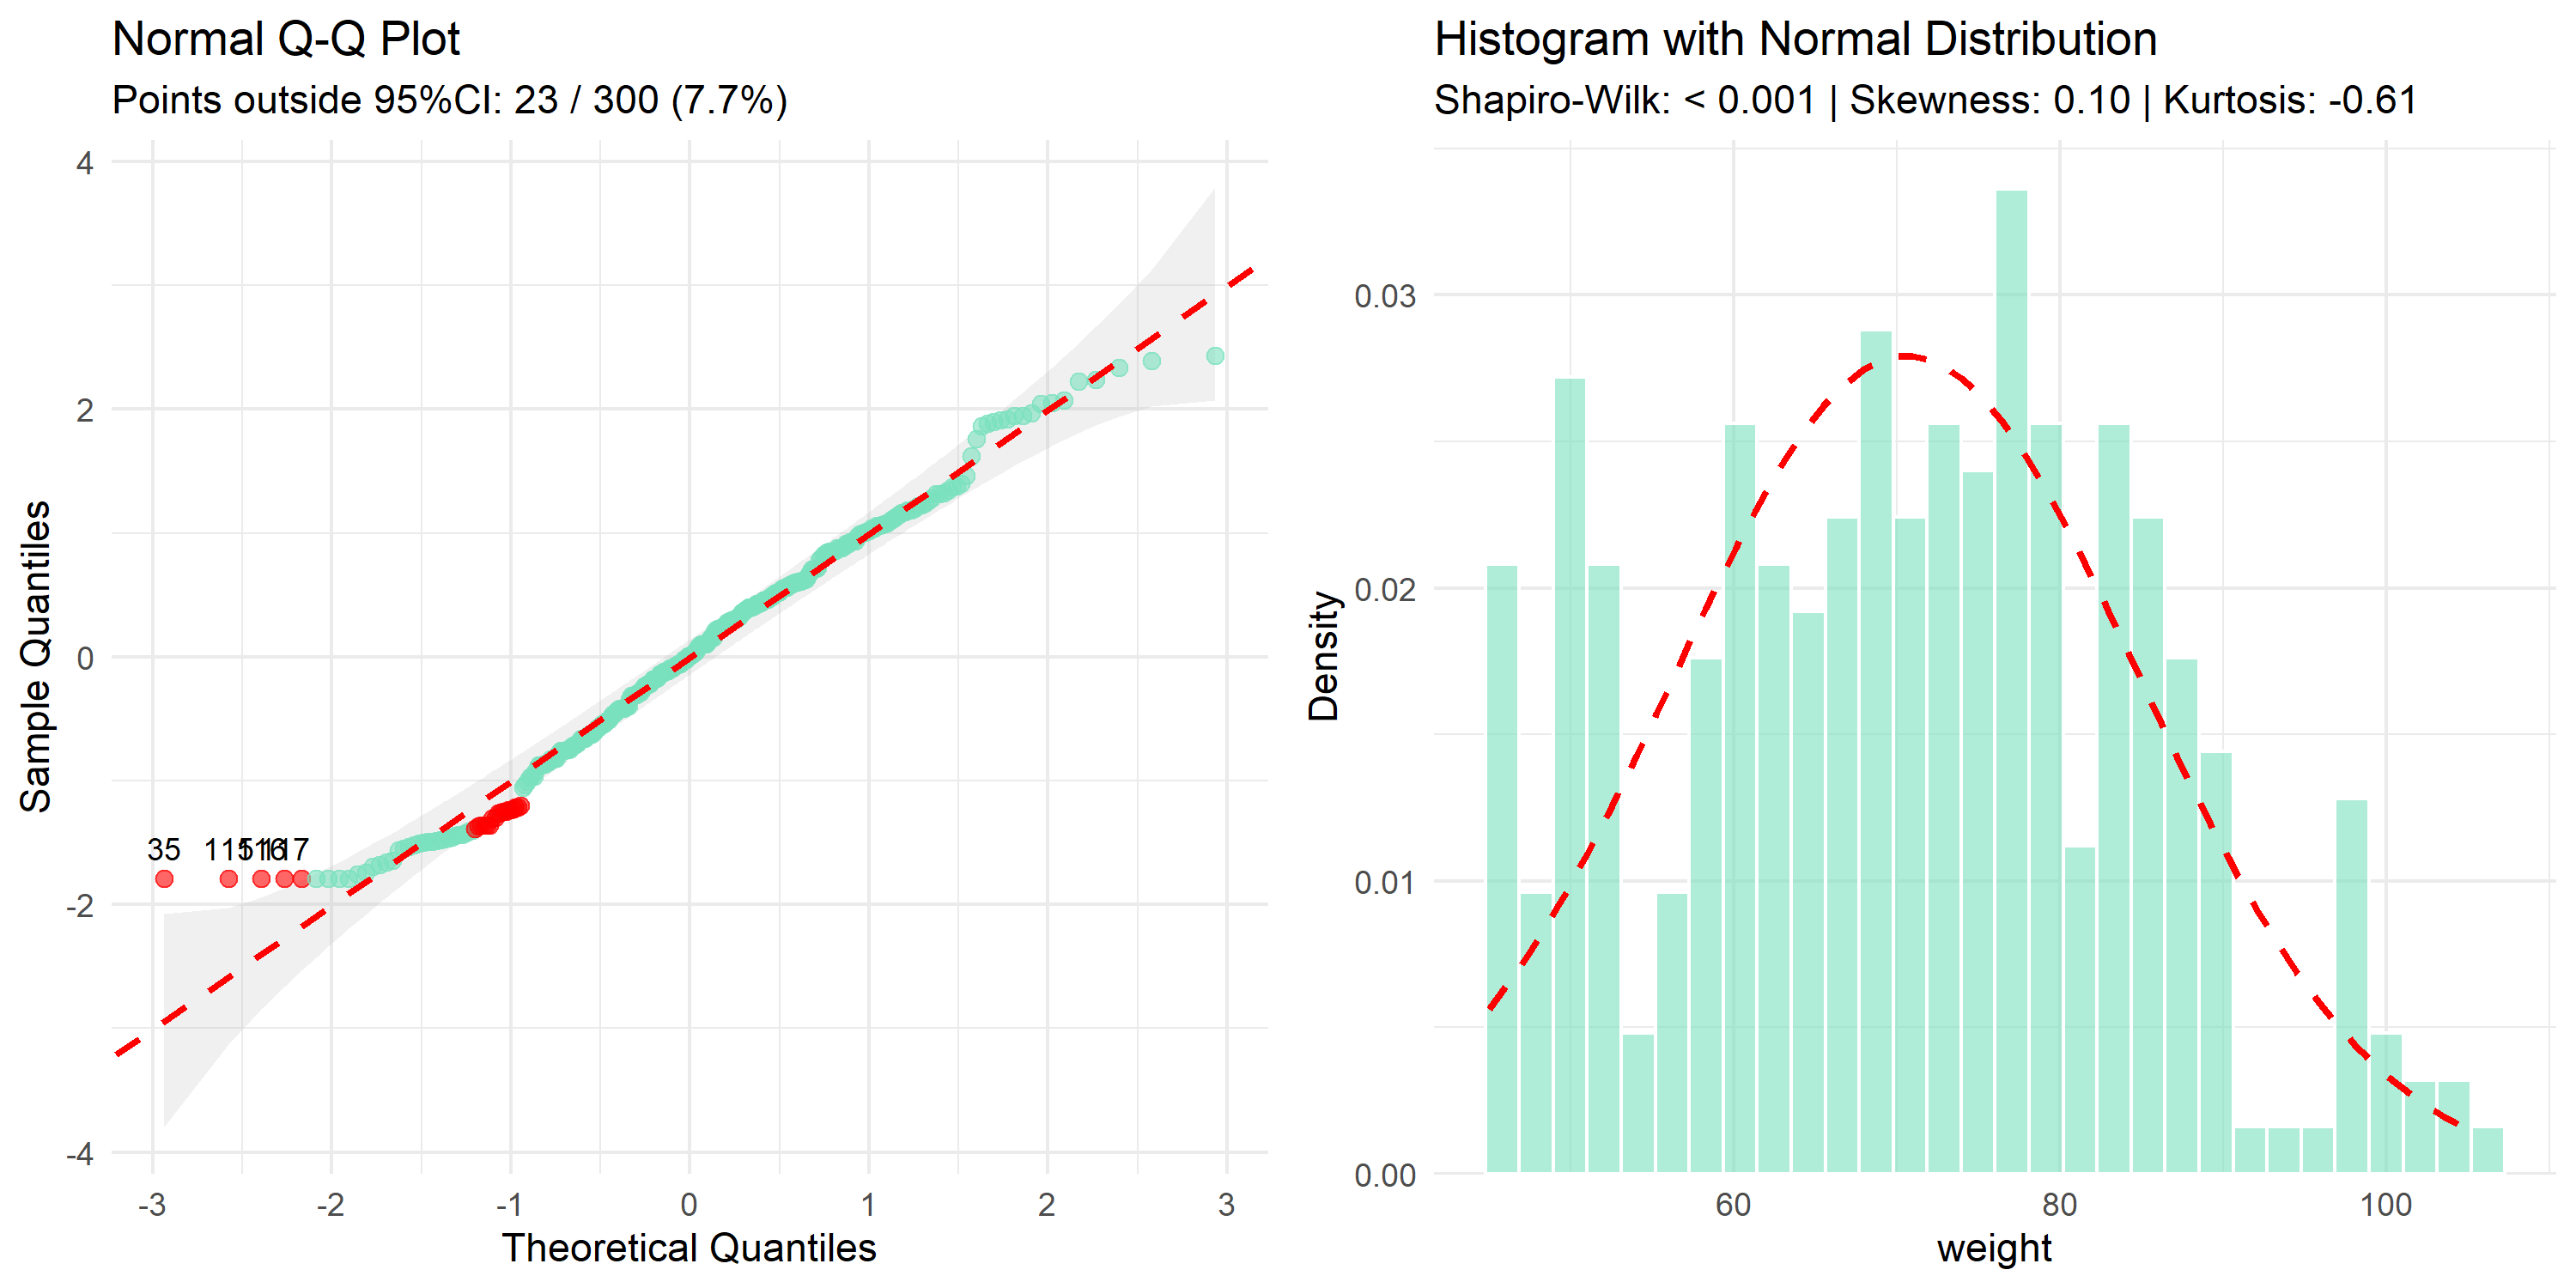 Normal Q-Q Plot
Points outside 95%CI: 23 / 300 (7.7%)
4
2
0
-2
-4
Sample Quantiles
35
-3
-2
-1
0
1
2
3
Theoretical Quantiles
Histogram with Normal Distribution
Shapiro-Wilk: < 0.001 | Skewness: 0.10 | Kurtosis: -0.61
0.03
0.02
0.01
0.00
Density
60
80
100
weight